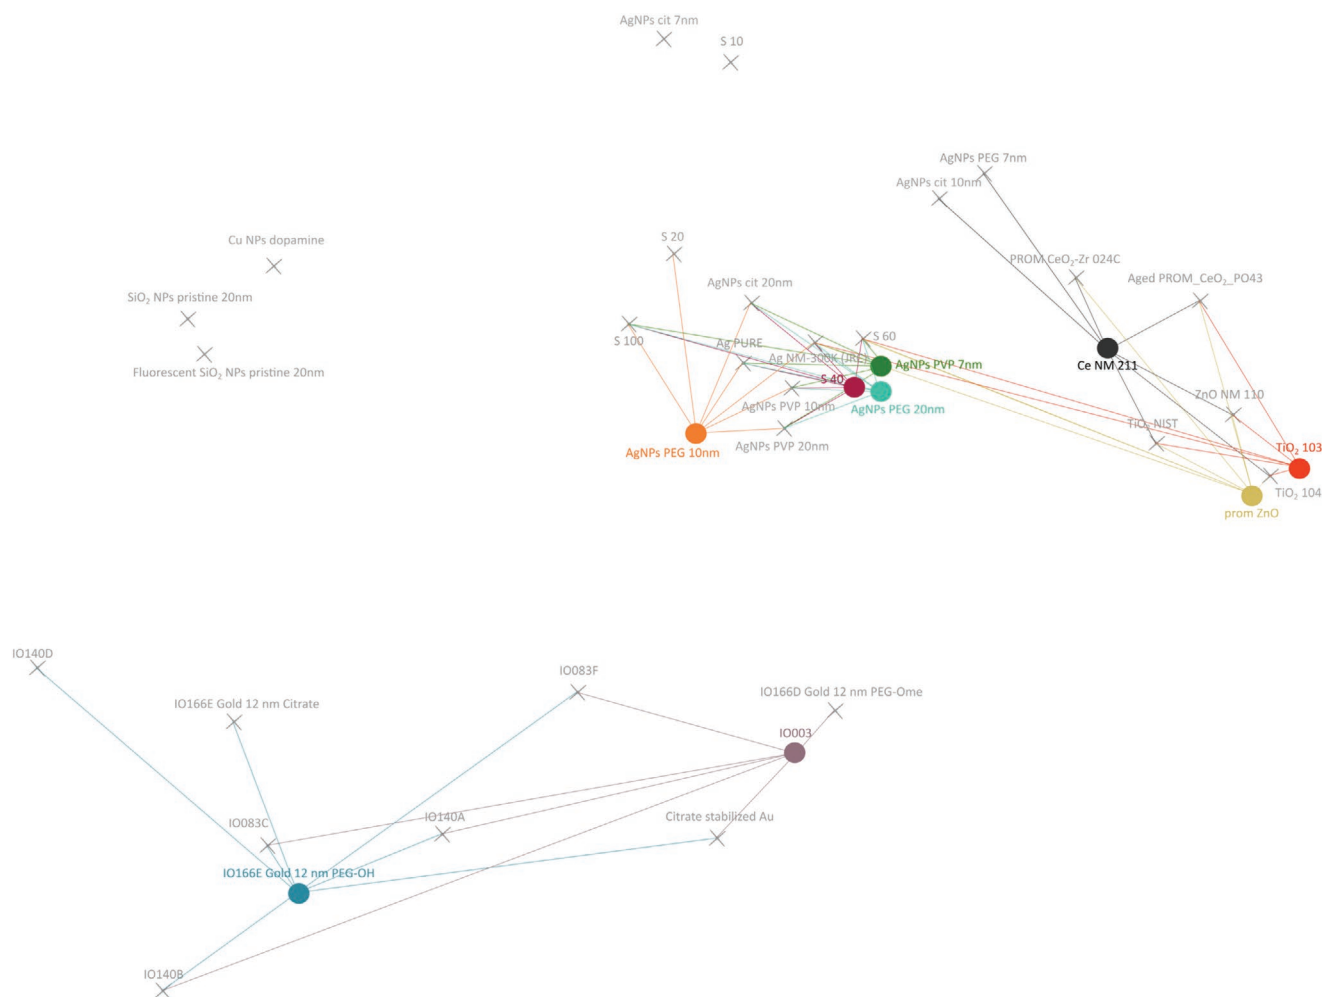 AgNPs cit 7nm
S 10
AgNPs PEG 7nm
AgNPs cit 10nm
S 20
Cu NPs dopamine
PROM CeO₂-Zr 024C
Aged PROM_CeO₂_PO43
AgNPs cit 20nm
SiO₂ NPs pristine 20nm
S 100
Ag PURE
S 60
Ag NM-300K (JRC)
AgNPs PVP 7nm
Ce NM 211
Fluorescent SiO₂ NPs pristine 20nm
S 40
ZnO NM 110
AgNPs PVP 10nm
AgNPs PEG 20nm
TiO₂ NIST
AgNPs PEG 10nm
AgNPs PVP 20nm
TiO₂ 103
TiO₂ 104
prom ZnO
IO140D
IO083F
IO166D Gold 12 nm PEG-Ome
IO166E Gold 12 nm Citrate
IO003
IO083C
IO140A
Citrate stabilized Au
IO166E Gold 12 nm PEG-OH
IO140B